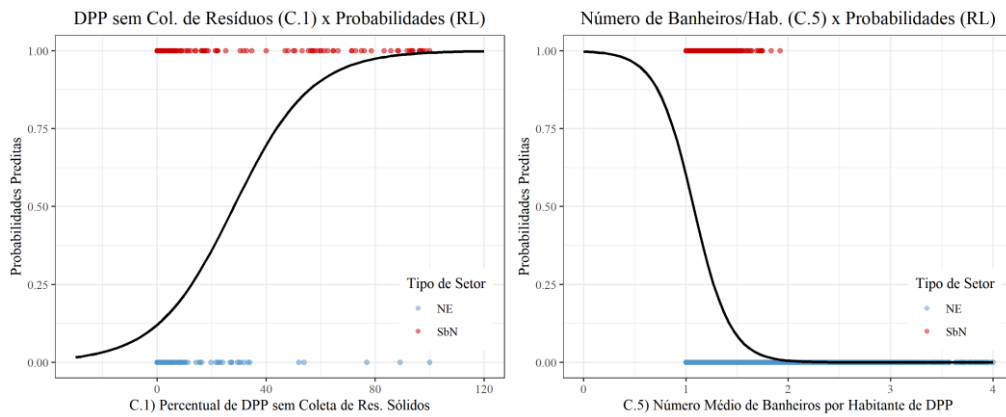 DPP sem Col. de Resíduos (C.1) x Probabilidades (RL)
Probabilidades Preditas
1.00
0.75
0.50
0.25
0.00
Tipo de Setor
NE
SbN
0
40
80
120
C.1) Percentual de DPP sem Coleta de Res. Sólidos
Número de Banheiros/Hab. (C.5) x Probabilidades (RL)
Probabilidades Preditas
1.00
0.75
0.50
0.25
0.00
Tipo de Setor
NE
SbN
0
1
2
3
4
C.5) Número Médio de Banheiros por Habitante de DPP